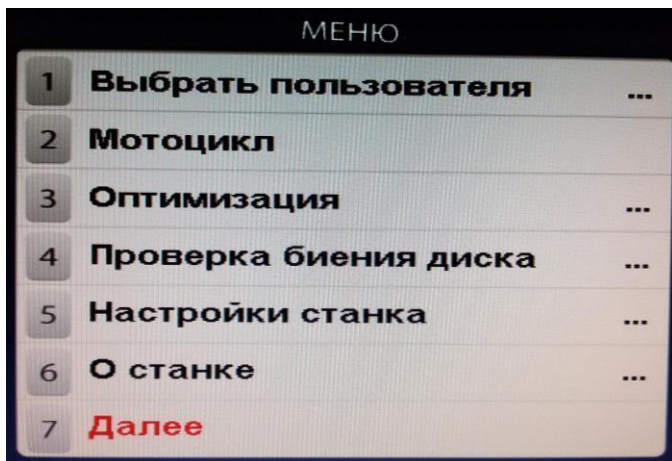 МЕНЮ
1 Выбрать пользователя ...
2 Мотоцикл
3 Оптимизация ...
4 Проверка биения диска ...
5 Настройки станка ...
6 О станке ...
7 Далее